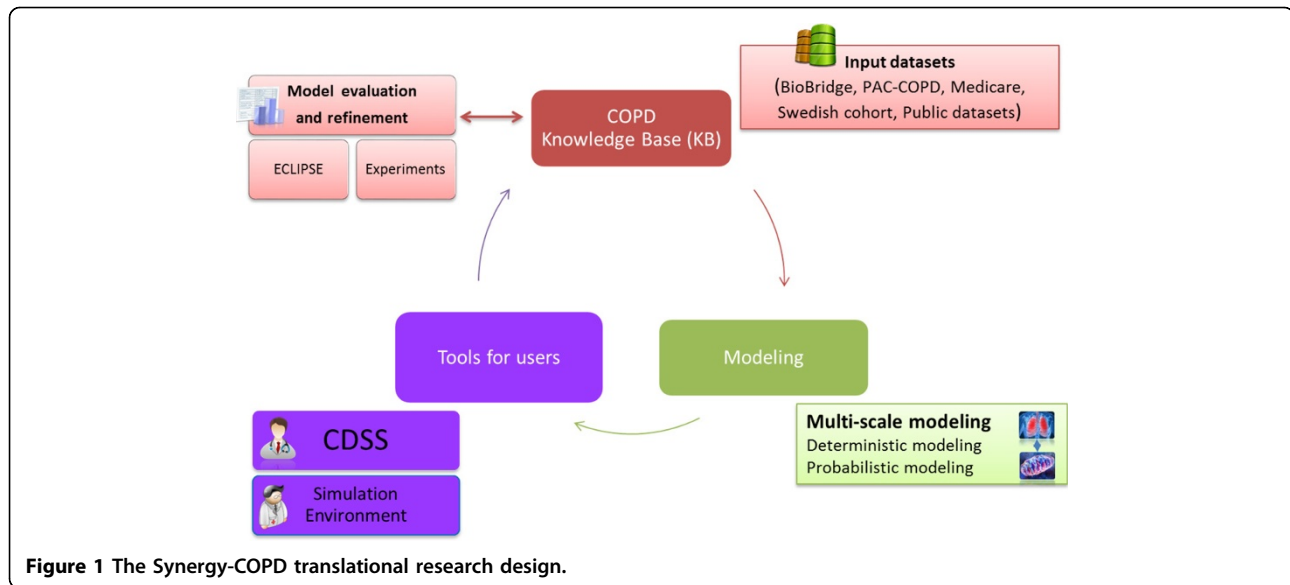 Model evaluation
and refinement
ECLIPSE
Experiments
COPD
Knowledge Base (KB)
Input datasets
(BioBridge, PAC-COPD, Medicare,
Swedish cohort, Public datasets)
Tools for users
Modeling
CDSS
Simulation
Environment
Multi-scale modeling
Deterministic modeling
Probabilistic modeling
Figure 1 The Synergy-COPD translational research design.